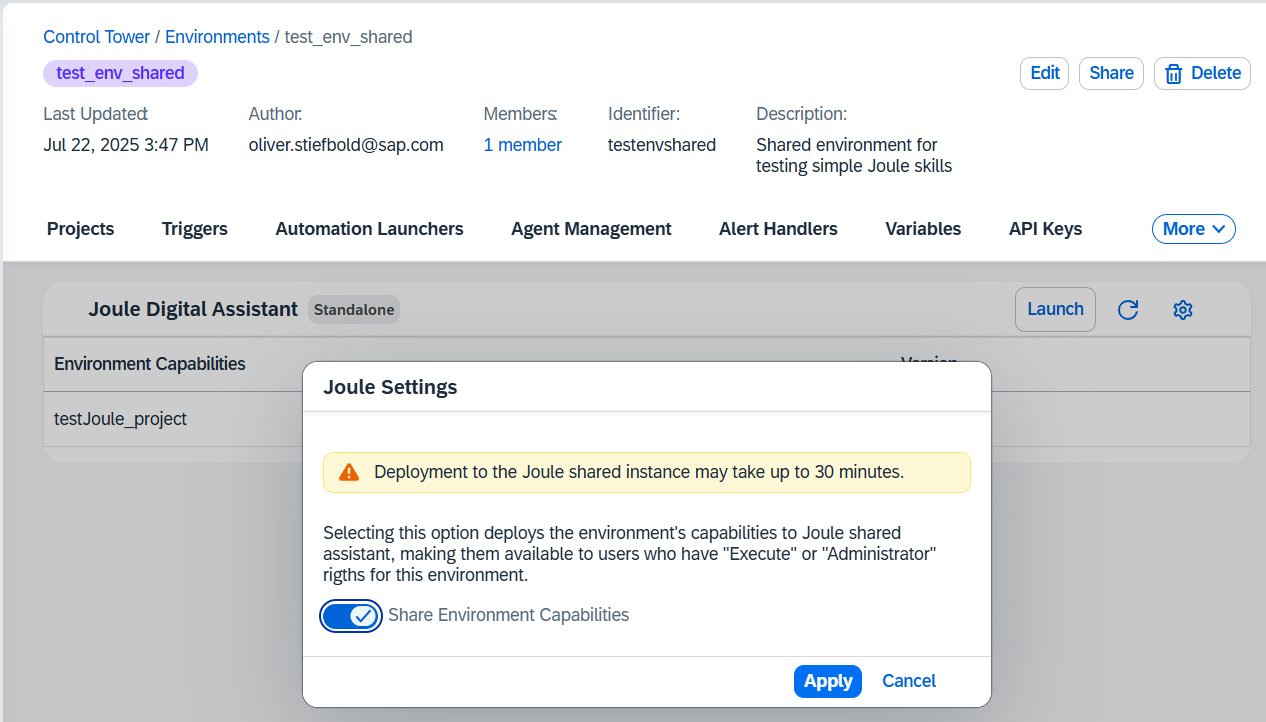 Control Tower / Environments / test_env_shared
test_env_shared
Edit
Share
Delete
Last Updated:
Author:
Members:
Identifier:
Description:
Jul 22, 2025 3:47 PM
oliver.stiefbold@sap.com
1 member
testenvshared
Shared environment for
testing simple Joule skills
Projects
Triggers
Automation Launchers
Agent Management
Alert Handlers
Variables
API Keys
More
Joule Digital Assistant
Standalone
Launch
Environment Capabilities
Version
testJoule_project
Joule Settings
Deployment to the Joule shared instance may take up to 30 minutes.
Selecting this option deploys the environment's capabilities to Joule shared
assistant, making them available to users who have "Execute" or "Administrator"
rigths for this environment.
Share Environment Capabilities
Apply
Cancel